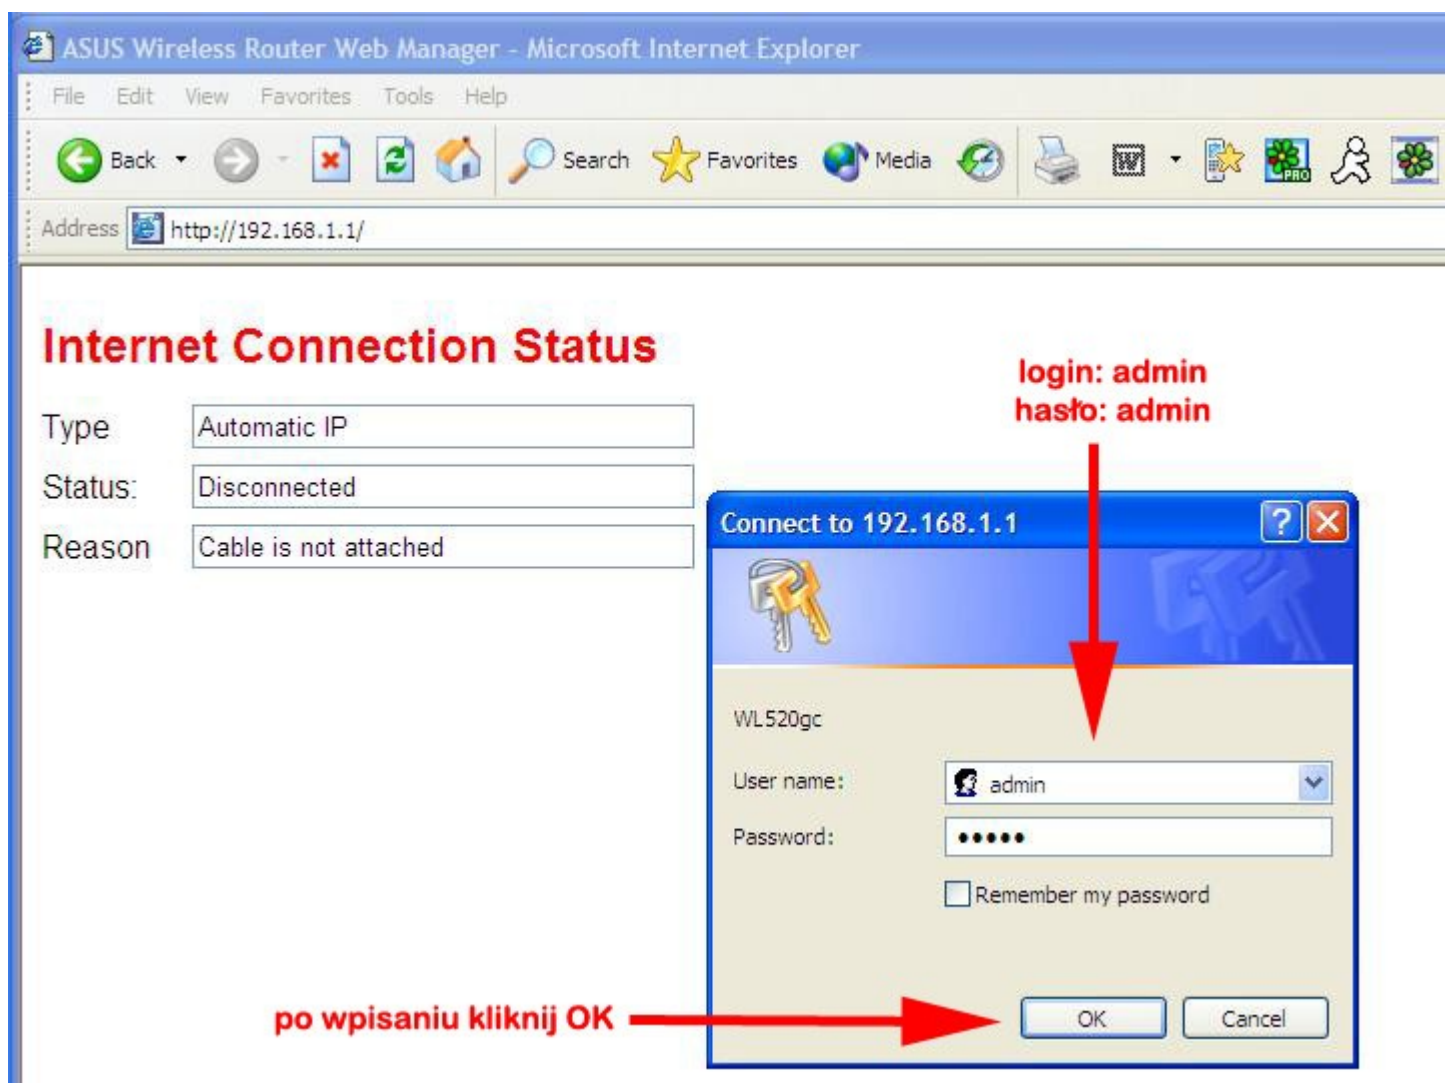 ASUS Wireless Router Web Manager - Microsoft Internet Explorer
File Edit View Favorites Tools Help
Back Search Favorites Media
W
PRO
Address http://192.168.1.1/
Internet Connection Status
login: admin
hasło: admin
Type Automatic IP
Status: Disconnected
Reason Cable is not attached
Connect to 192.168.1.1
WL520gc
User name: admin
Password: •••••
Remember my password
po wpisaniu kliknij OK
OK Cancel